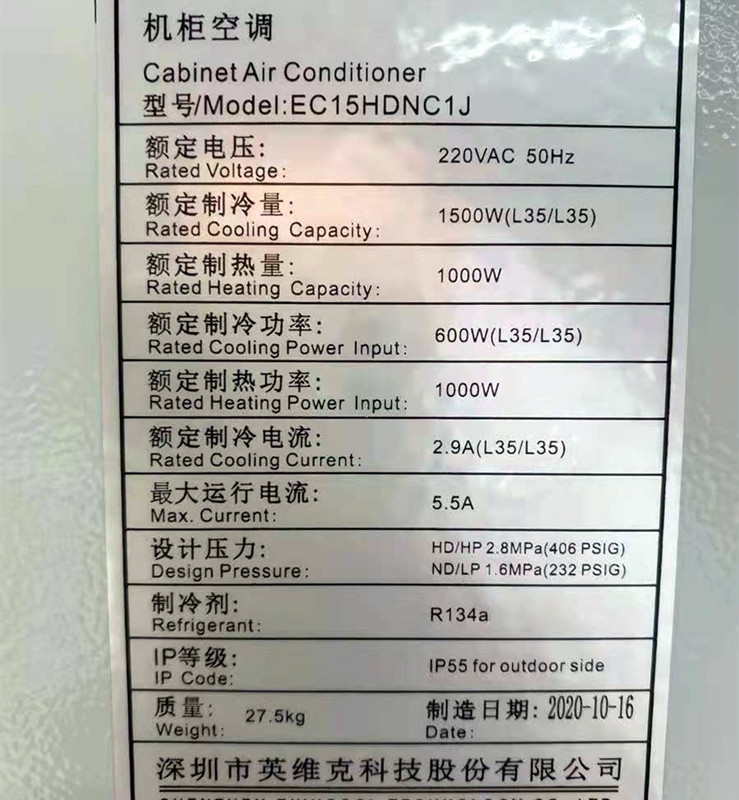 机柜空调
Cabinet Air Conditioner
型号/Model:EC15HDNC1J
额定电压:
Rated Voltage:
220VAC 50Hz
额定制冷量:
Rated Cooling Capacity:
1500W(L35/L35)
额定制热量:
Rated Heating Capacity:
1000W
额定制冷功率:
Rated Cooling Power Input:
600W(L35/L35)
额定制热功率:
Rated Heating Power Input:
1000W
额定制冷电流:
Rated Cooling Current:
2.9A(L35/L35)
最大运行电流:
Max. Current:
5.5A
设计压力:
Design Pressure:
HD/HP 2.8MPa(406 PSIG)
ND/LP 1.6MPa(232 PSIG)
制冷剂:
Refrigerant:
R134a
IP等级:
IP Code:
IP55 for outdoor side
质量:
Weight:
27.5kg
制造日期: 2020-10-16
Date:
深圳市英维克科技股份有限公司